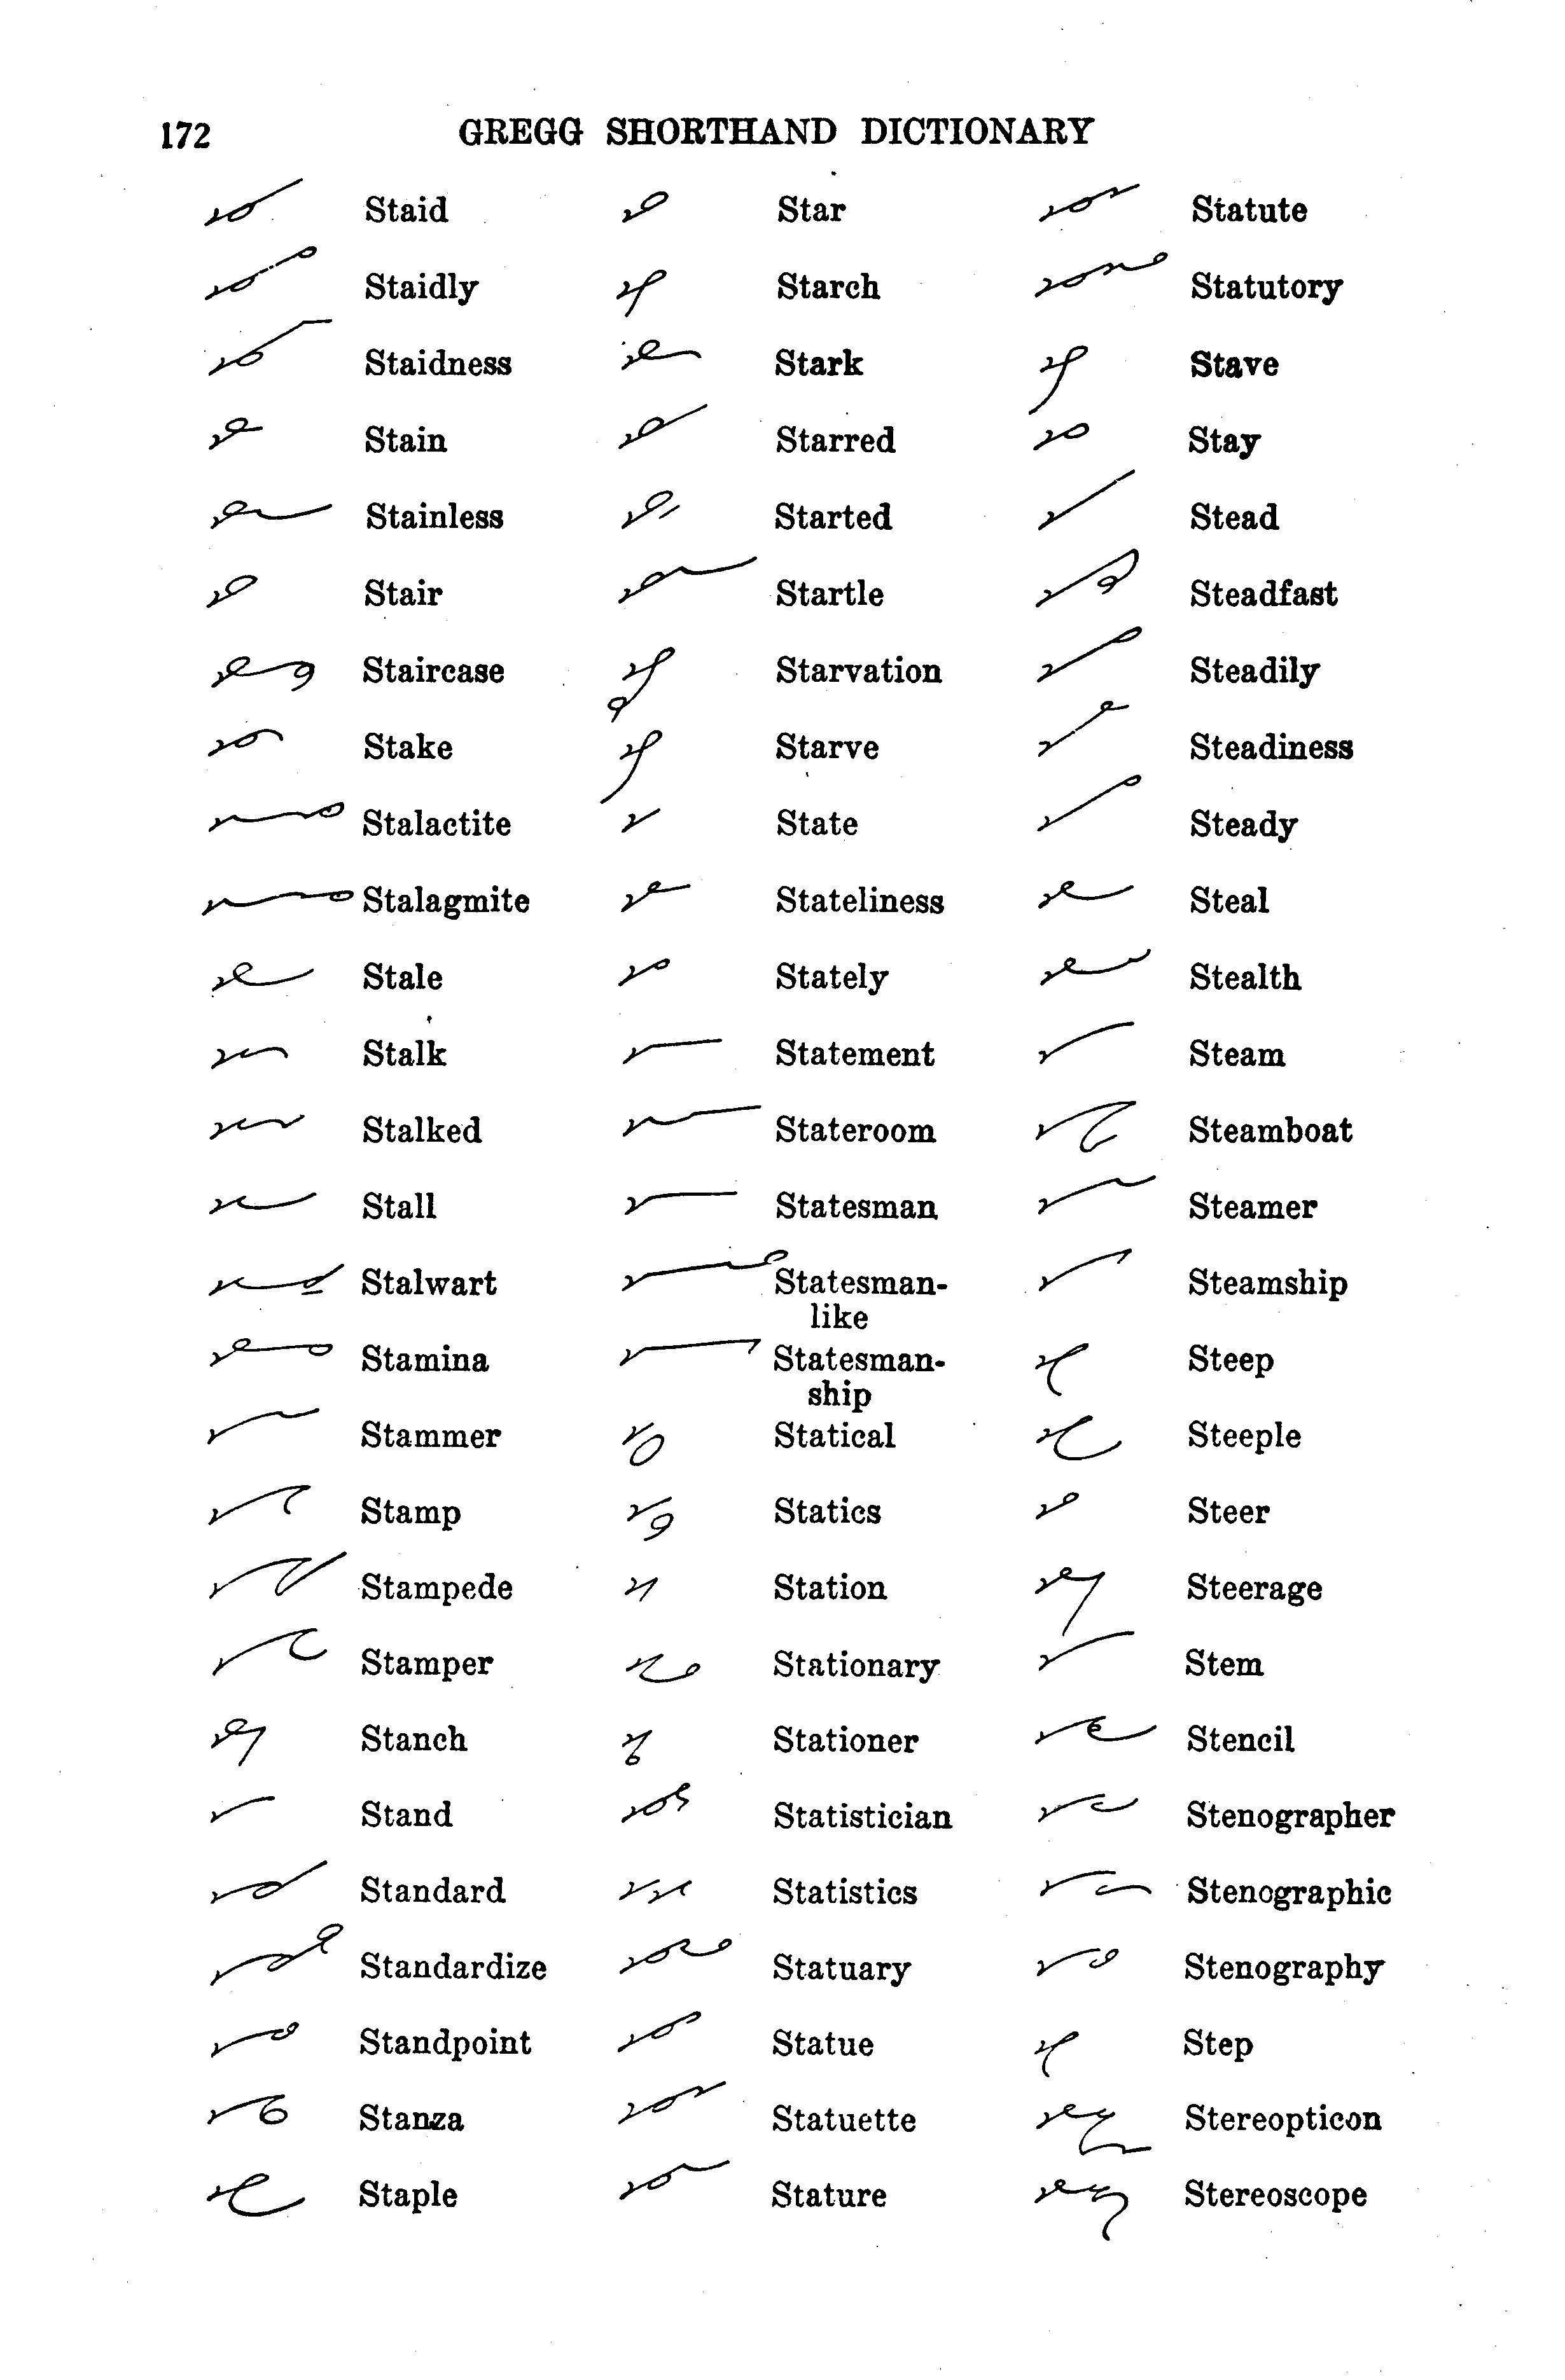 172 GREGG SHORTHAND DICTIONARY
Staid Star Statute
Staidly Starch Statutory
Staidness Stark Stave
Stain Starred Stay
Stainless Started Stead
Stair Startle Steadfast
Staircase Starvation Steadily
Stake Starve Steadiness
Stalactite State Steady
Stalagmite Stateliness Steal
Stale Stately Stealth
Stalk Statement Steam
Stalked Stateroom Steamboat
Stall Statesman Steamer
Stalwart Statesman- Steamship
like
Stamina Statesman- Steep
ship
Stammer Statical Steeple
Stamp Statics Steer
Stampede Station Steerage
Stamper Stationary Stem
Stanch Stationer Stencil
Stand Statistician Stenographer
Standard Statistics Stenographic
Standardize Statuary Stenography
Standpoint Statue Step
Stanza Statuette Stereopticon
Staple Stature Stereoscope